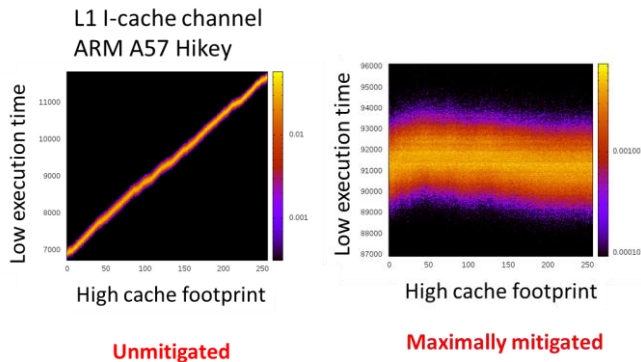 L1 I-cache channel
ARM A57 Hikey
Low execution time
11000
10000
9000
8000
7000
0 50 100 150 200 250
0.01
0.001
High cache footprint
Unmitigated
Low execution time
96000
95000
94000
93000
92000
91000
90000
89000
88000
87000
0 50 100 150 200 250
0.00100
0.00010
High cache footprint
Maximally mitigated